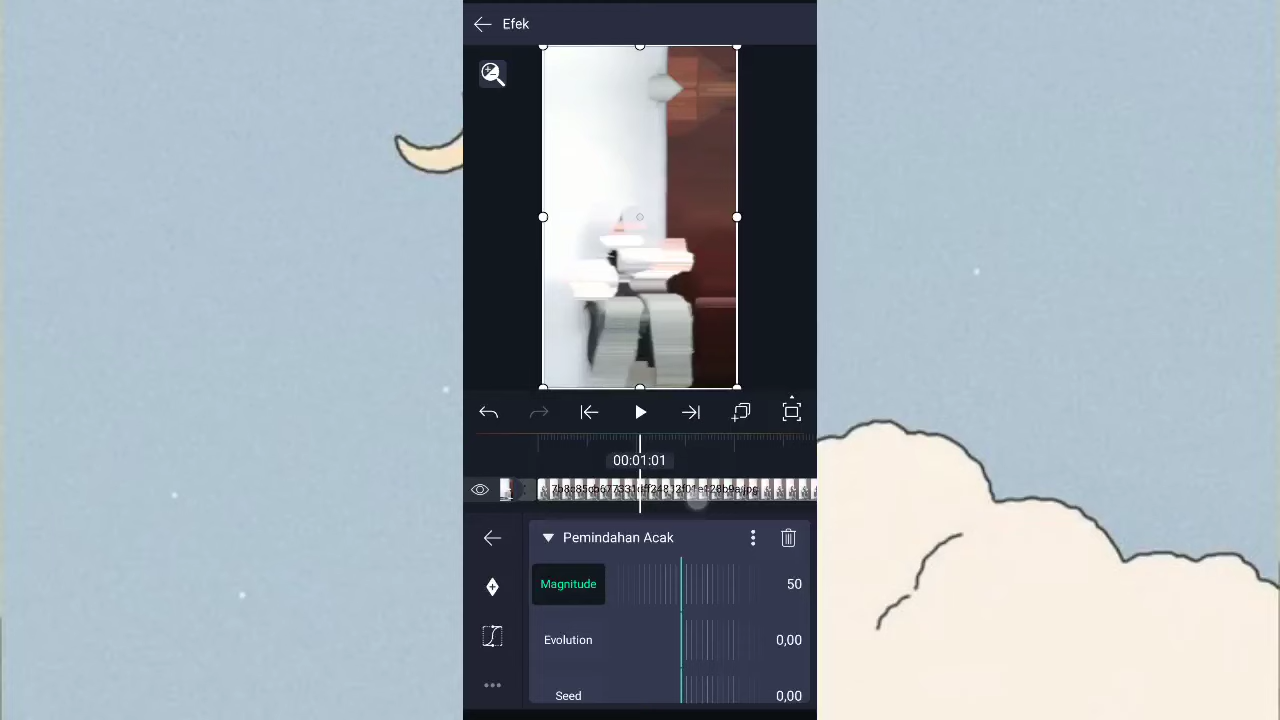 Efek
00:01:01
Pemindahan Acak
Magnitude 50
Evolution 0,00
Seed 0,00